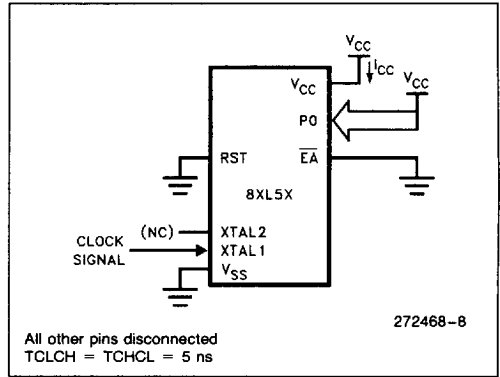 VCC
ICC
VCC
VCC
P0
RST
EA
8XL5X
(NC)
XTAL2
CLOCK
SIGNAL
XTAL1
VSS
272468-8
All other pins disconnected
TCLCH = TCHCL = 5 ns